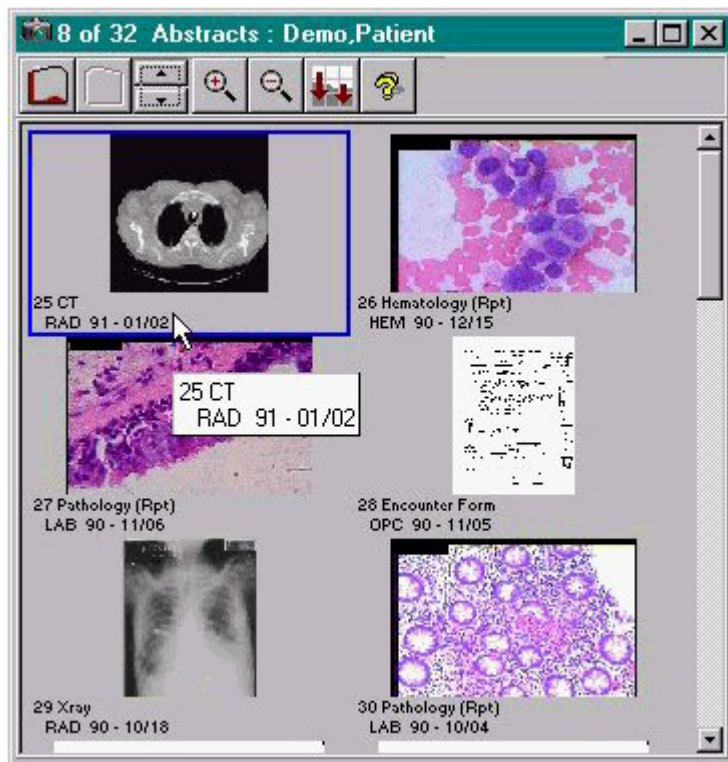 8 of 32 Abstracts : Demo,Patient
25 CT
RAD 91 - 01/02
26 Hematology (Rpt)
HEM 90 - 12/15
25 CT
RAD 91 - 01/02
27 Pathology (Rpt)
LAB 90 - 11/06
28 Encounter Form
OPC 90 - 11/05
29 Xray
RAD 90 - 10/18
30 Pathology (Rpt)
LAB 90 - 10/04